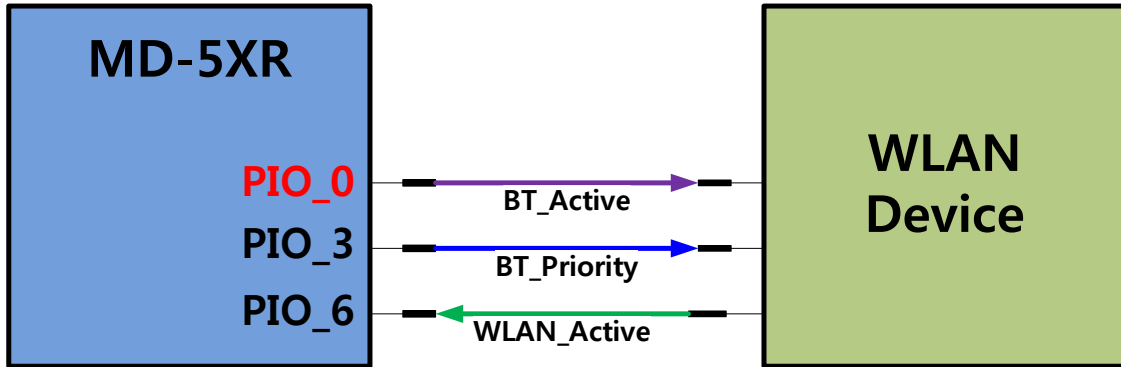 MD-5XR
WLAN
Device
PIO_0
BT_Active
PIO_3
BT_Priority
PIO_6
WLAN_Active